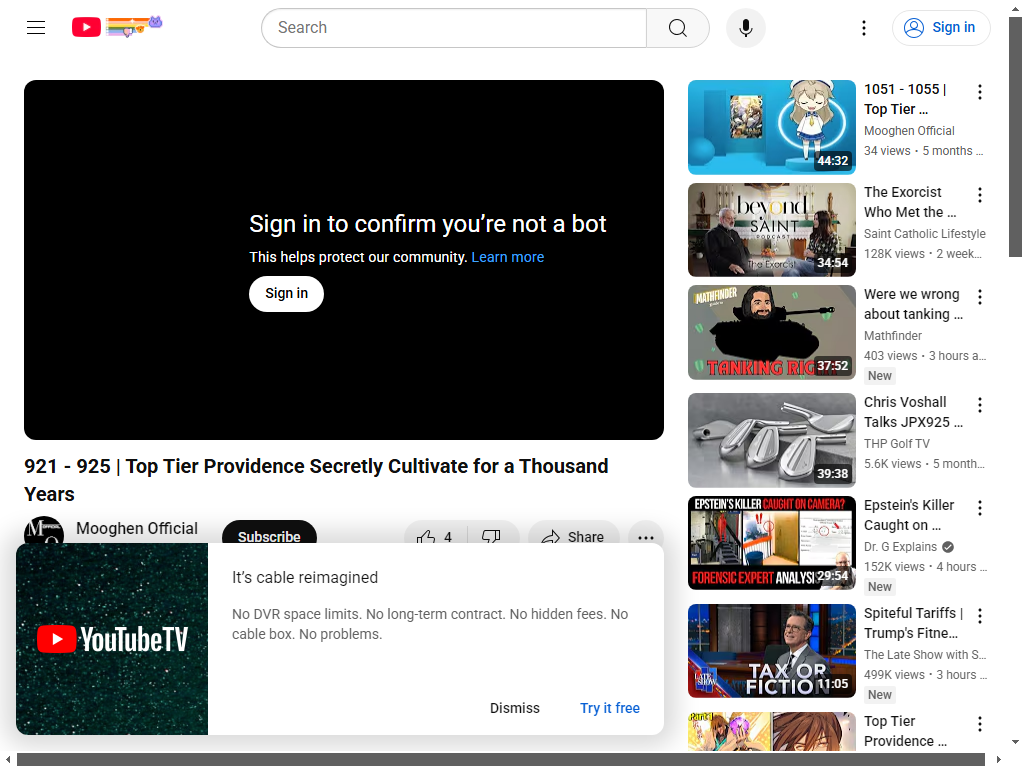 Search
Sign in
Sign in to confirm you’re not a bot
This helps protect our community. Learn more
Sign in
921 - 925 | Top Tier Providence Secretly Cultivate for a Thousand
Years
Mooghen Official
Subscribe
4
Share
YouTubeTV
It’s cable reimagined
No DVR space limits. No long-term contract. No hidden fees. No
cable box. No problems.
Dismiss
Try it free
44:32
1051 - 1055 |
Top Tier ...
Mooghen Official
34 views • 5 months ...
beyond
SAINT
PODCAST
The Exorcist
34:54
The Exorcist
Who Met the ...
Saint Catholic Lifestyle
128K views • 2 week...
MATHFINDER
TANKING
37:52
Were we wrong
about tanking ...
Mathfinder
403 views • 3 hours a...
New
39:38
Chris Voshall
Talks JPX925 ...
THP Golf TV
5.6K views • 5 month...
EPSTEIN'S KILLER CAUGHT ON CAMERA?
FORENSIC EXPERT ANALYSI
29:54
Epstein's Killer
Caught on ...
Dr. G Explains
152K views • 4 hours ...
New
LATE SHOW
TAX OR
FICTION
11:05
Spiteful Tariffs |
Trump's Fitne...
The Late Show with S...
499K views • 3 hours ...
New
Part1
Top Tier
Providence ...